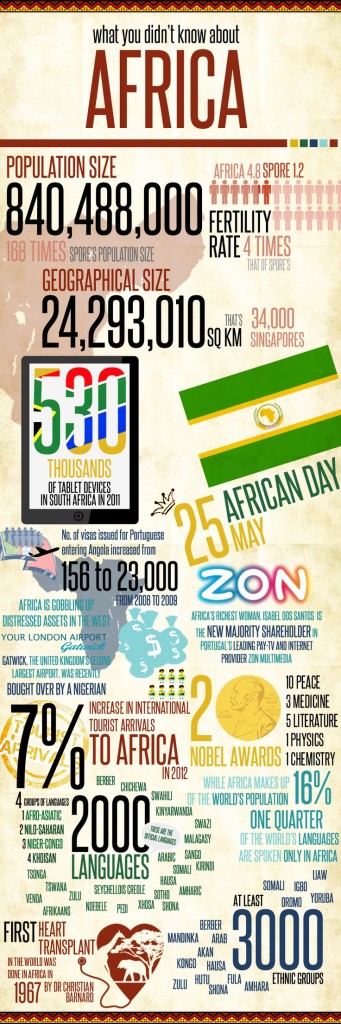 what you didn't know about
AFRICA
POPULATION SIZE
840,488,000
168 TIMES SPORE'S POPULATION SIZE
AFRICA 4.8 SPORE 1.2
FERTILITY
RATE 4 TIMES
THAT OF SPORE'S
GEOGRAPHICAL SIZE
24,293,010 SQ KM
THAT'S 34,000
SINGAPORES
530
THOUSANDS
OF TABLET DEVICES
IN SOUTH AFRICA IN 2011
25 AFRICAN DAY
MAY
No. of visas issued for Portuguese
entering Angola increased from
156 to 23,000
FROM 2006 TO 2009
AFRICA IS GOBBLING UP
DISTRESSED ASSETS IN THE WEST
YOUR LONDON AIRPORT
Gatwick
GATWICK, THE UNITED KINGDOM'S SECOND
LARGEST AIRPORT, WAS RECENTLY
BOUGHT OVER BY A NIGERIAN
ZON
AFRICA'S RICHEST WOMAN, ISABEL DOS SANTOS IS
THE NEW MAJORITY SHAREHOLDER IN
PORTUGAL'S LEADING PAY-TV AND INTERNET
PROVIDER ZON MULTIMEDIA
TOURIST
ARRIVAL
7%
INCREASE IN INTERNATIONAL
TOURIST ARRIVALS
TO AFRICA
IN 2012
2
NOBEL AWARDS
10 PEACE
3 MEDICINE
5 LITERATURE
1 PHYSICS
1 CHEMISTRY
4 GROUPS OF LANGUAGES
1 AFRO-ASIATIC
2 NILO-SAHARAN
3 NIGER-CONGO
4 KHOISAN
2000
LANGUAGES
THESE ARE THE
OFFICIAL LANGUAGES
BERBER
CHICHEWA
SWAHILI
KINYARWANDA
SWAZI
MALAGASY
ARABIC
SANGO
SOMALI
KIRUNDI
HAUSA
SEYCHELLOIS CREOLE
SOTHO
AMHARIC
TSONGA
TSWANA
VENDA
ZULU
AFRIKAANS
NDEBELE
PEDI
XHOSA
SHONA
WHILE AFRICA MAKES UP 16%
OF THE WORLD'S POPULATION
ONE QUARTER
OF THE WORLD'S LANGUAGES
ARE SPOKEN ONLY IN AFRICA
FIRST HEART
TRANSPLANT
IN THE WORLD WAS
DONE IN AFRICA IN
1967 BY DR CHRISTIAN
BARNARD
SOMALI
IGBO
IJAW
OROMO
YORUBA
AT LEAST
3000
ETHNIC GROUPS
BERBER
MANDINKA
ARAB
AKAN
KONGO
HAUSA
ZULU
HUTU
FULA
SHONA
AMHARA